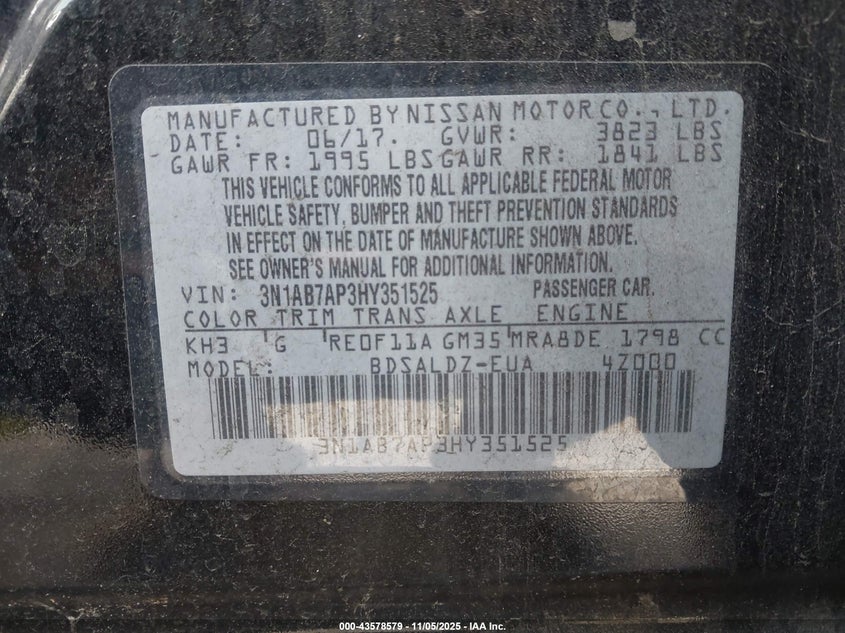 MANUFACTURED BY NISSAN MOTOR CO., LTD.
DATE: 06/17. GVWR: 3823 LBS
GAWR FR: 1995 LBS GAWR RR: 1841 LBS
THIS VEHICLE CONFORMS TO ALL APPLICABLE FEDERAL MOTOR
VEHICLE SAFETY, BUMPER AND THEFT PREVENTION STANDARDS
IN EFFECT ON THE DATE OF MANUFACTURE SHOWN ABOVE.
SEE OWNER'S MANUAL FOR ADDITIONAL INFORMATION.
VIN: 3N1AB7AP3HY351525 PASSENGER CAR.
COLOR TRIM TRANS AXLE ENGINE
KH3 G RE0F11A GM35 MRA8DE 1798 CC
MODEL: BDSALDZ-EUA 4Z000
3N1AB7AP3HY351525
000-43578579 - 11/05/2025 - © IAA Inc.